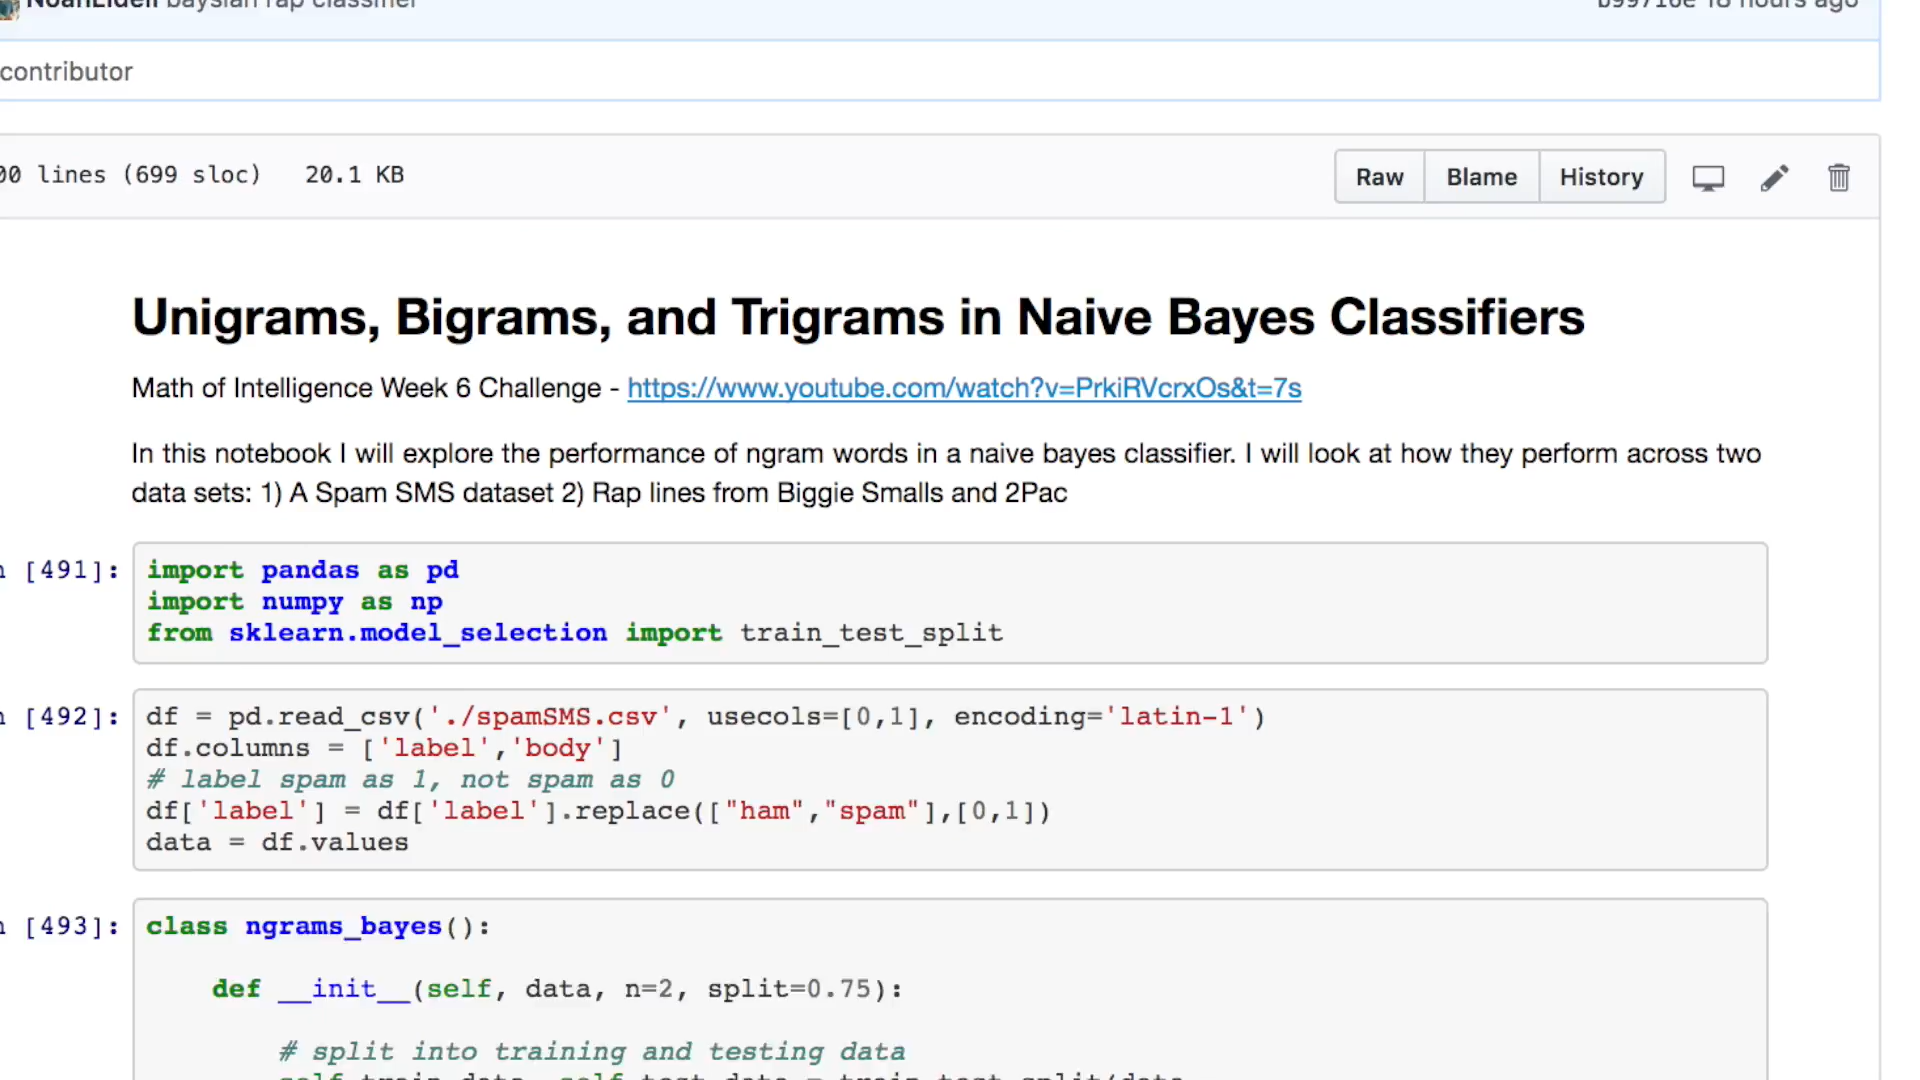 baysian rap classifier
18 hours ago
contributor
lines (699 sloc) 20.1 KB
Raw Blame History
Unigrams, Bigrams, and Trigrams in Naive Bayes Classifiers
Math of Intelligence Week 6 Challenge - https://www.youtube.com/watch?v=PrkiRVcrxOs&t=7s
In this notebook I will explore the performance of ngram words in a naive bayes classifier. I will look at how they perform across two
data sets: 1) A Spam SMS dataset 2) Rap lines from Biggie Smalls and 2Pac
[491]: import pandas as pd
import numpy as np
from sklearn.model_selection import train_test_split
[492]: df = pd.read_csv('./spamSMS.csv', usecols=[0,1], encoding='latin-1')
df.columns = ['label','body']
# label spam as 1, not spam as 0
df['label'] = df['label'].replace(["ham","spam"],[0,1])
data = df.values
[493]: class ngrams_bayes():
def __init__(self, data, n=2, split=0.75):
# split into training and testing data